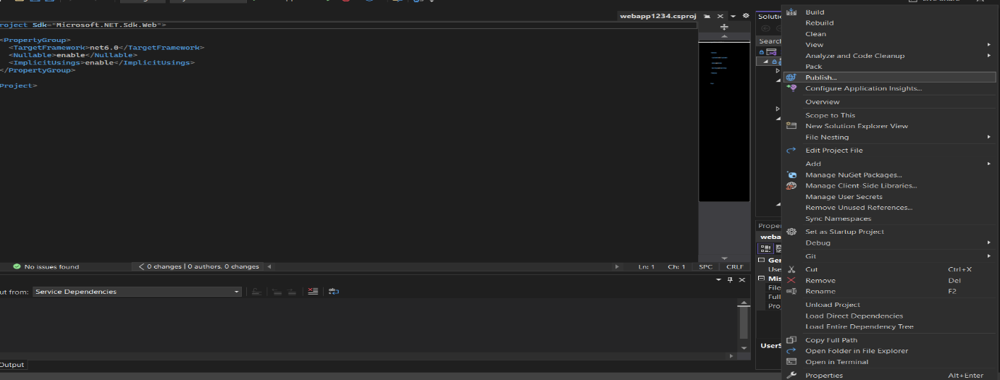 webapp1234.csproj
roject Sdk="Microsoft.NET.Sdk.Web">
<PropertyGroup>
<TargetFramework>net6.0</TargetFramework>
<Nullable>enable</Nullable>
<ImplicitUsings>enable</ImplicitUsings>
</PropertyGroup>
Project>
No issues found
0 changes | 0 authors, 0 changes
Ln: 1 Ch: 1 SPC CRLF
ut from: Service Dependencies
Output
Solutio
Search
Proper
weba
Ger
Use
Mis
File
Full
Pro
UserS
Build
Rebuild
Clean
View
Analyze and Code Cleanup
Pack
Publish...
Configure Application Insights...
Overview
Scope to This
New Solution Explorer View
File Nesting
Edit Project File
Add
Manage NuGet Packages...
Manage Client-Side Libraries...
Manage User Secrets
Remove Unused References...
Sync Namespaces
Set as Startup Project
Debug
Git
Cut Ctrl+X
Remove Del
Rename F2
Unload Project
Load Direct Dependencies
Load Entire Dependency Tree
Copy Full Path
Open Folder in File Explorer
Open in Terminal
Properties Alt+Enter